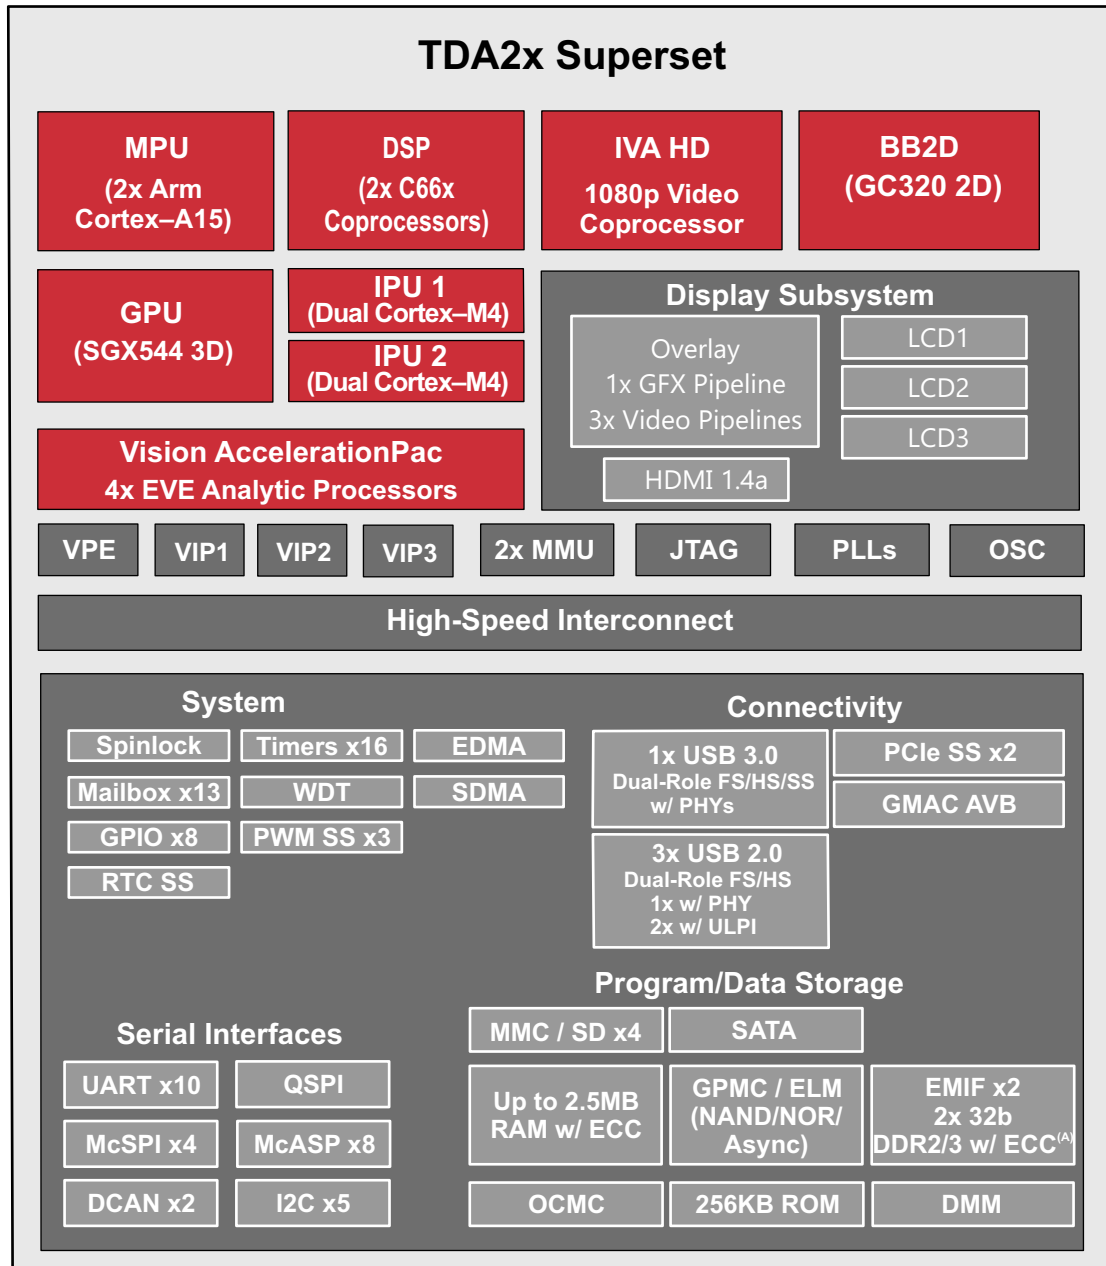 TDA2x Superset
MPU
(2x Arm
Cortex–A15)
DSP
(2x C66x
Coprocessors)
IVA HD
1080p Video
Coprocessor
BB2D
(GC320 2D)
GPU
(SGX544 3D)
IPU 1
(Dual Cortex–M4)
IPU 2
(Dual Cortex–M4)
Display Subsystem
Overlay
1x GFX Pipeline
3x Video Pipelines
LCD1
LCD2
LCD3
HDMI 1.4a
Vision AccelerationPac
4x EVE Analytic Processors
VPE
VIP1
VIP2
VIP3
2x MMU
JTAG
PLLs
OSC
High-Speed Interconnect
System
Spinlock
Timers x16
EDMA
Mailbox x13
WDT
SDMA
GPIO x8
PWM SS x3
RTC SS
Connectivity
1x USB 3.0
Dual-Role FS/HS/SS
w/ PHYs
PCIe SS x2
GMAC AVB
3x USB 2.0
Dual-Role FS/HS
1x w/ PHY
2x w/ ULPI
Serial Interfaces
UART x10
QSPI
McSPI x4
McASP x8
DCAN x2
I2C x5
Program/Data Storage
MMC / SD x4
SATA
Up to 2.5MB
RAM w/ ECC
GPMC / ELM
(NAND/NOR/
Async)
EMIF x2
2x 32b
DDR2/3 w/ ECC(A)
OCMC
256KB ROM
DMM